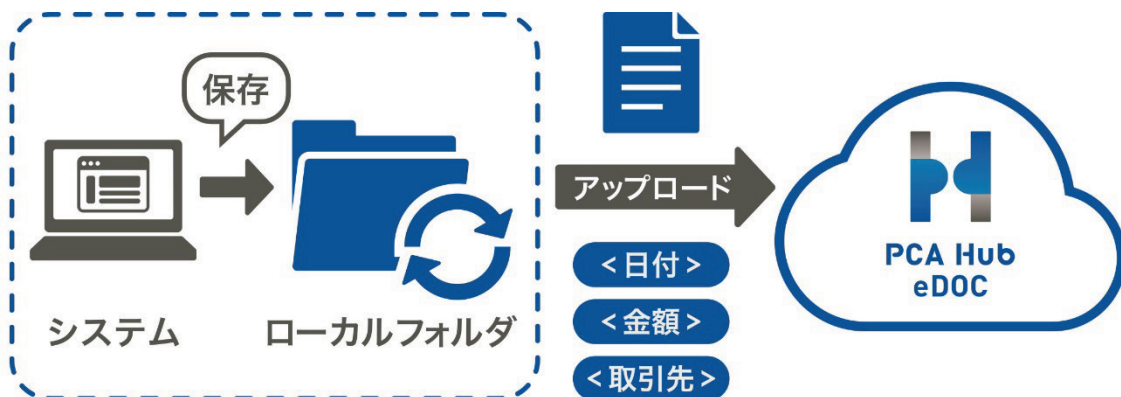 保存
システム
ローカルフォルダ
アップロード
<日付>
<金額>
<取引先>
PCA Hub
eDOC